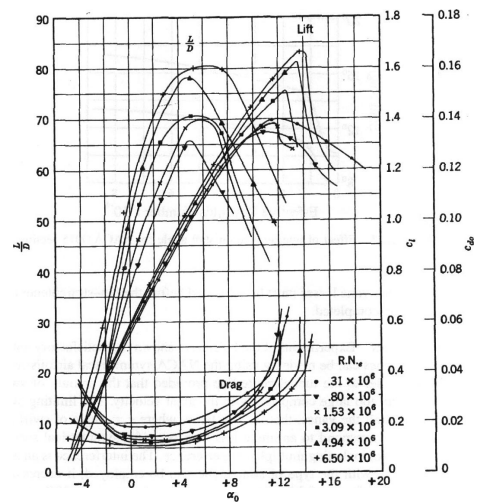 L/D
Lift
90
80
70
60
50
40
30
20
10
0
L/D
1.8
1.6
1.4
1.2
1.0
0.8
0.6
0.4
0.2
0
c_l
0.18
0.16
0.14
0.12
0.10
0.08
0.06
0.04
0.02
0
c_do
Drag
R.N._e
.31 × 10^6
.80 × 10^6
1.53 × 10^6
3.09 × 10^6
4.94 × 10^6
6.50 × 10^6
−4 0 +4 +8 +12 +16 +20
α_0